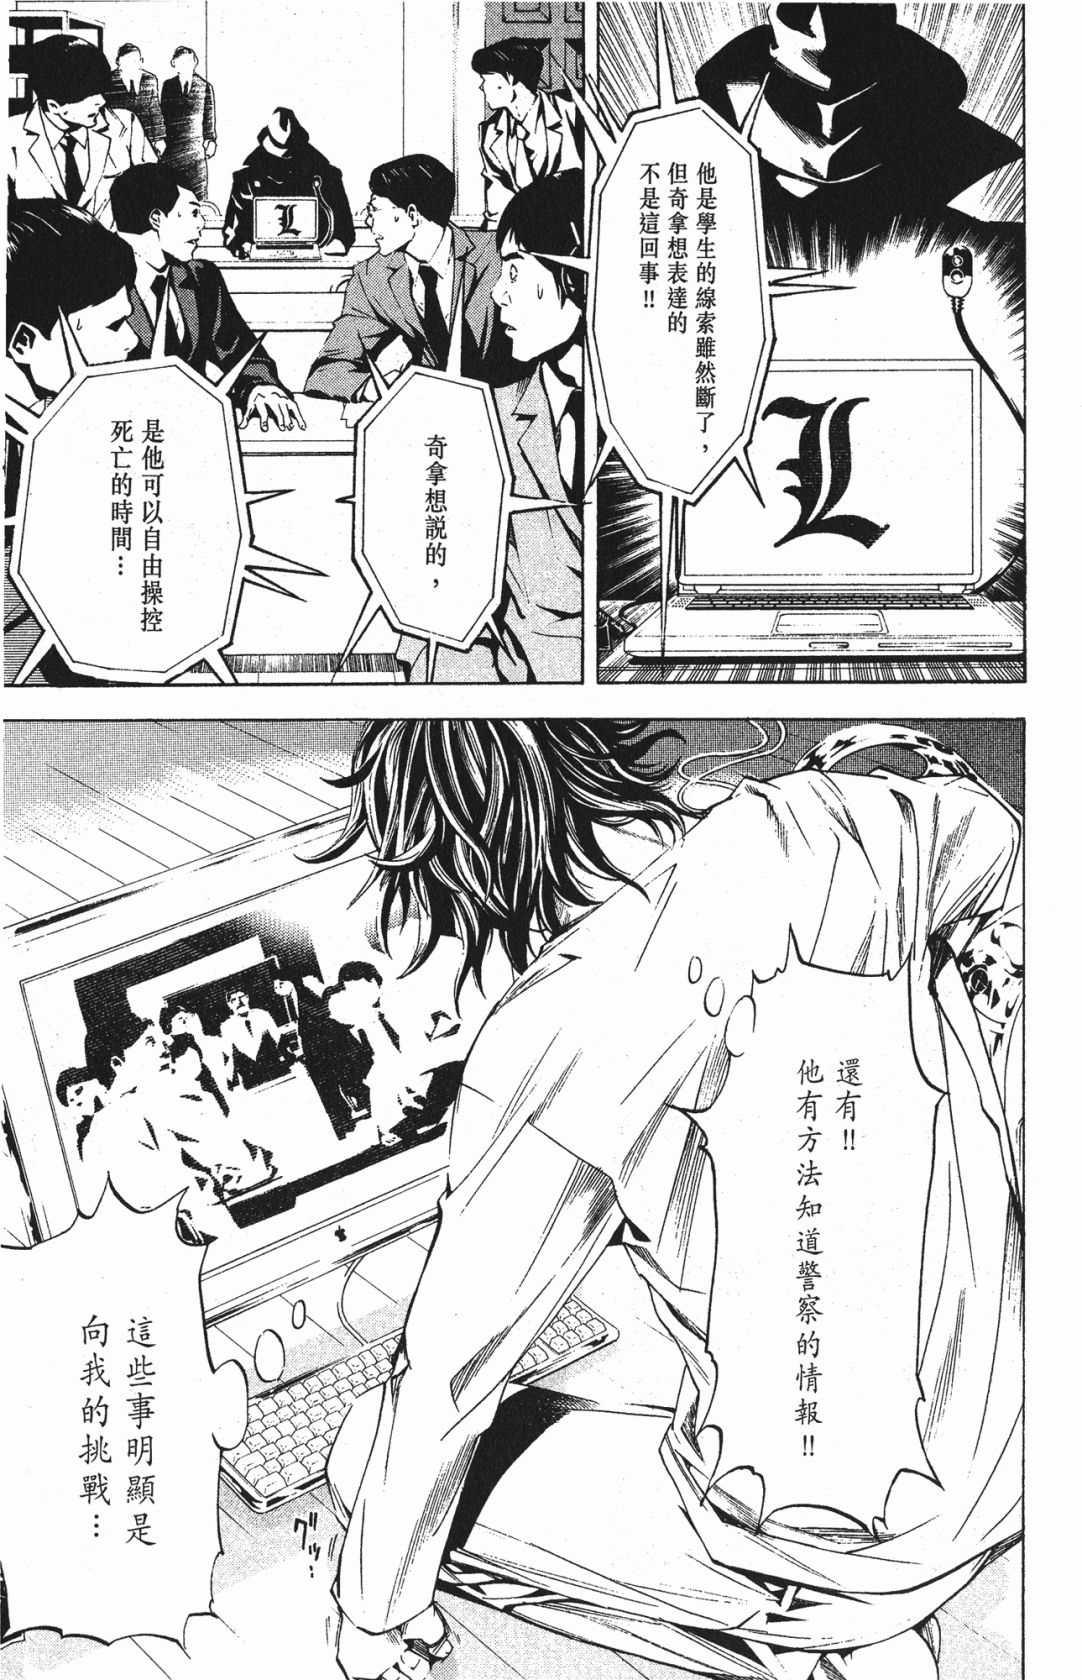 他是學生的線索雖然斷了，
但奇拿想表達的
不是這回事!!
L
奇拿想説的，
是他可以自由操控
死亡的時間…
L
還有!!
他有方法知道警察的情報!!
這些事明顯是
向我的挑戰…
グッ…